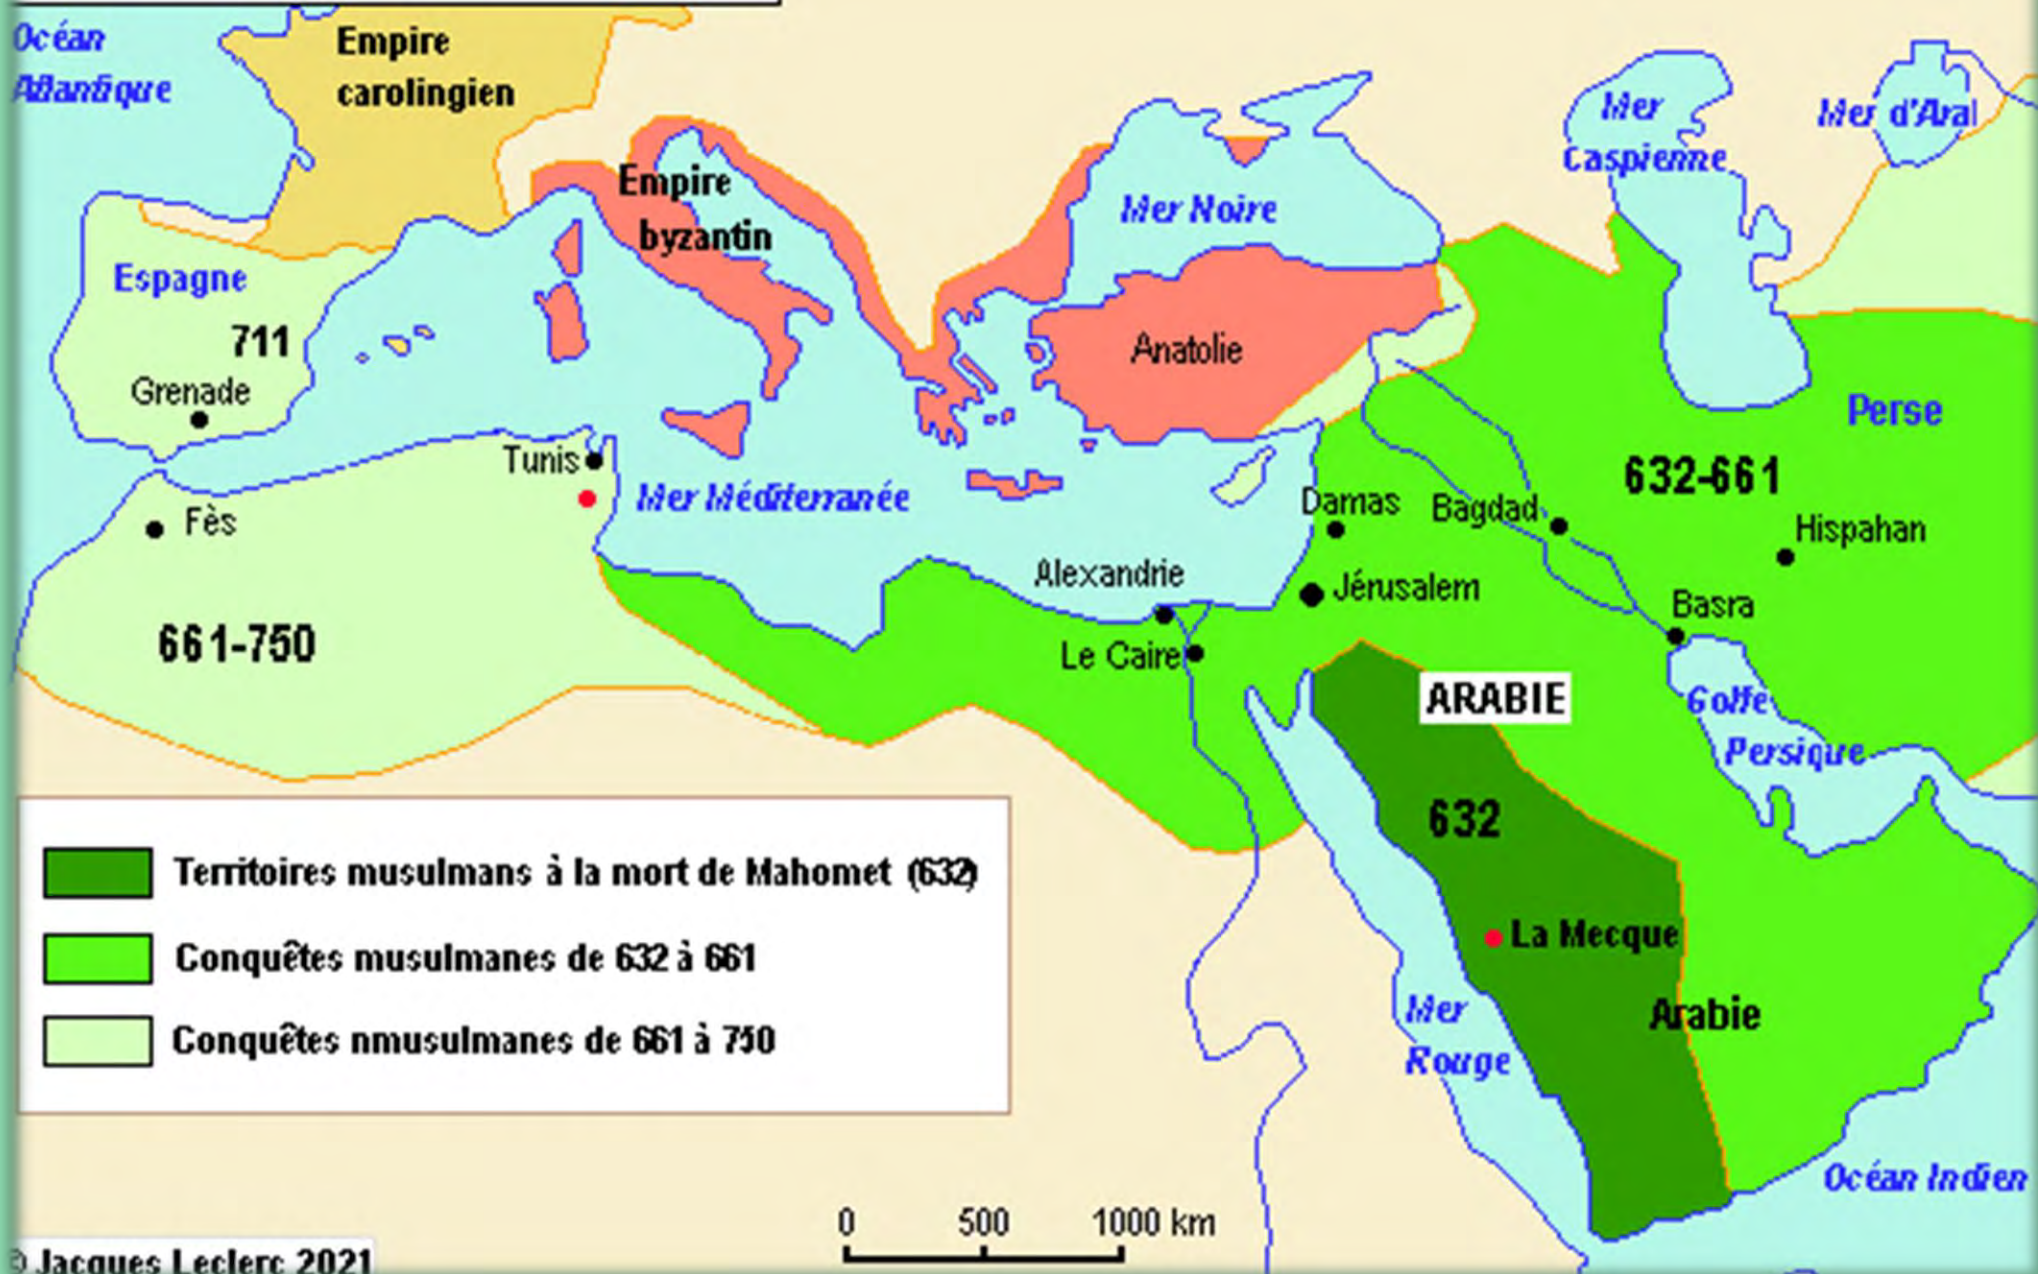 Océan
Atlantique
Empire
carolingien
Mer
Caspienne
Mer d'Aral
Empire
byzantin
Mer Noire
Espagne
711
Grenade
Anatolie
Perse
Tunis
Mer Méditerranée
Fès
632-661
Damas
Bagdad
Hispahan
Alexandrie
Jérusalem
Basra
661-750
Le Caire
ARABIE
Golfe
Persique
632
Territoires musulmans à la mort de Mahomet (632)
Conquêtes musulmanes de 632 à 661
Conquêtes nmusulmanes de 661 à 750
La Mecque
Arabie
Mer
Rouge
Océan Indien
0 500 1000 km
© Jacques Leclerc 2021